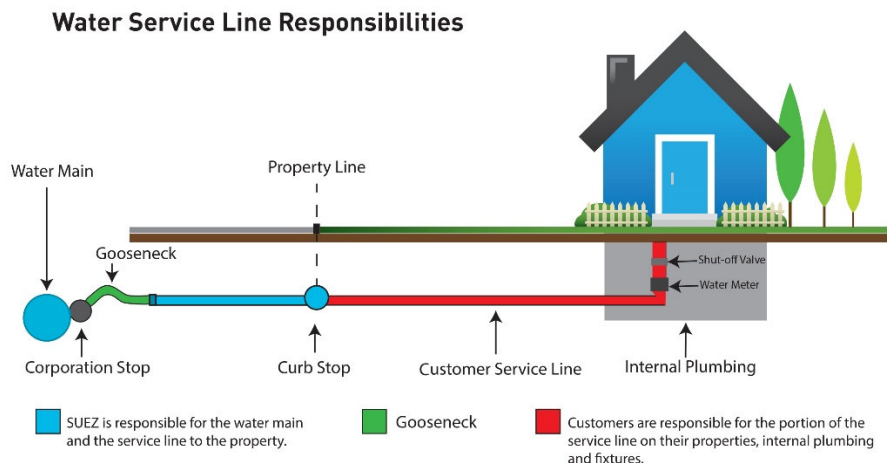 Water Service Line Responsibilities
Water Main
Property Line
Gooseneck
Shut-off Valve
Water Meter
Corporation Stop
Curb Stop
Customer Service Line
Internal Plumbing
SUEZ is responsible for the water main
and the service line to the property.
Gooseneck
Customers are responsible for the portion of the
service line on their properties, internal plumbing
and fixtures.